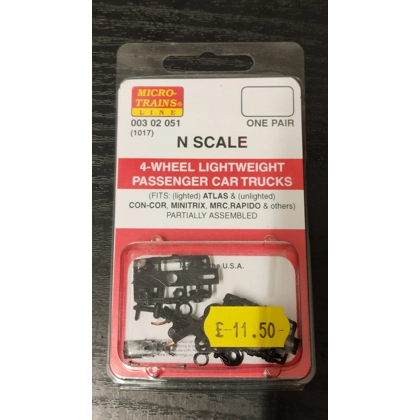 MICRO-
TRAINS®
LINE
003 02 051
(1017)
ONE PAIR
N SCALE
4-WHEEL LIGHTWEIGHT
PASSENGER CAR TRUCKS
(FITS: (lighted) ATLAS & (unlighted)
CON-COR, MINITRIX, MRC,RAPIDO & others)
PARTIALLY ASSEMBLED
U.S.A.
£-11.50-